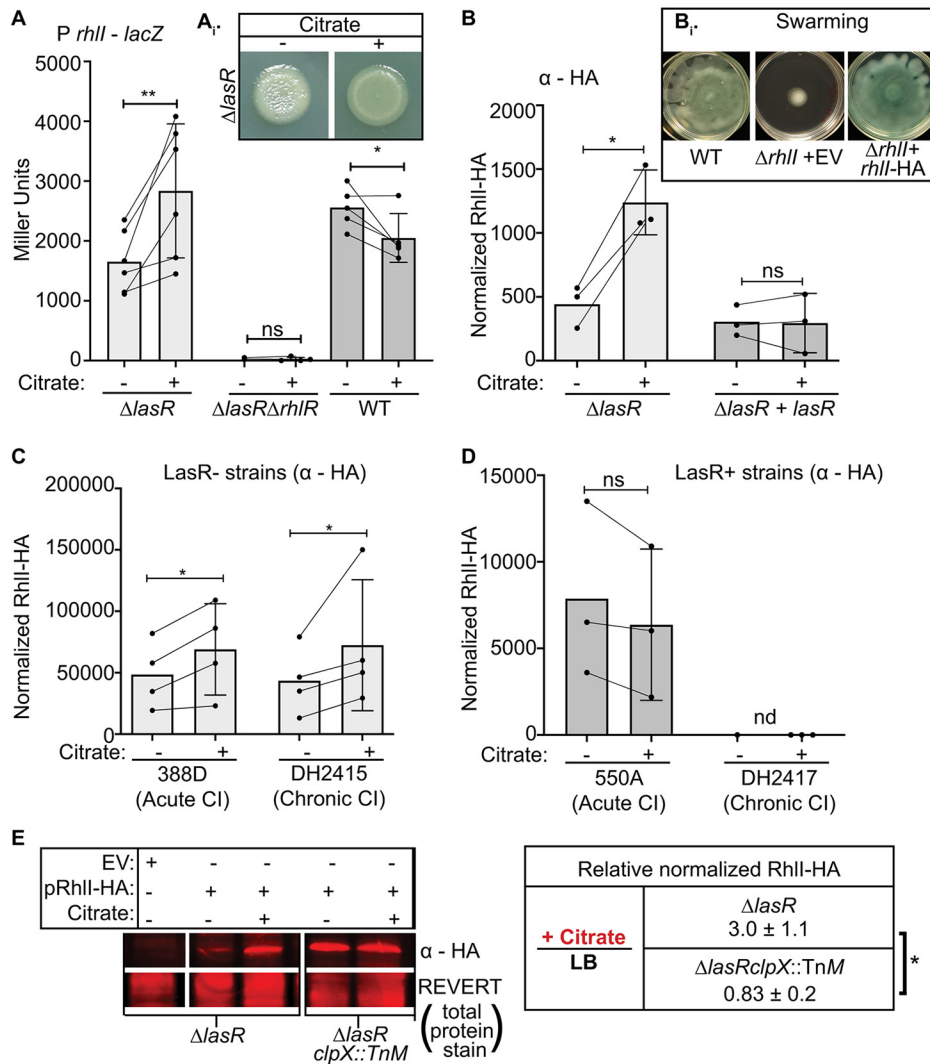 A
P rhlI - lacZ
Miller Units
5000
4000
3000
2000
1000
0
**
ns
*
Citrate:
- + - + - +
ΔlasR
ΔlasRΔrhlR
WT
Ai.
Citrate
- +
ΔlasR
B
α - HA
Normalized RhlI-HA
2000
1500
1000
500
0
*
ns
Citrate:
- + - +
ΔlasR
ΔlasR + lasR
Bi.
Swarming
WT
ΔrhlI +EV
ΔrhlI+
rhlI-HA
C
LasR- strains (α - HA)
Normalized RhlI-HA
200000
150000
100000
50000
0
*
*
Citrate:
- + - +
388D
(Acute CI)
DH2415
(Chronic CI)
D
LasR+ strains (α - HA)
Normalized RhlI-HA
15000
10000
5000
0
ns
nd
Citrate:
- + - +
550A
(Acute CI)
DH2417
(Chronic CI)
E
EV: + - - - -
pRhlI-HA: - + + + +
Citrate: - - + - +
α - HA
REVERT
(total
protein
stain)
ΔlasR
ΔlasR
clpX::TnM
Relative normalized RhlI-HA
+ Citrate
LB
ΔlasR
3.0 ± 1.1
ΔlasRclpX::TnM
0.83 ± 0.2
*